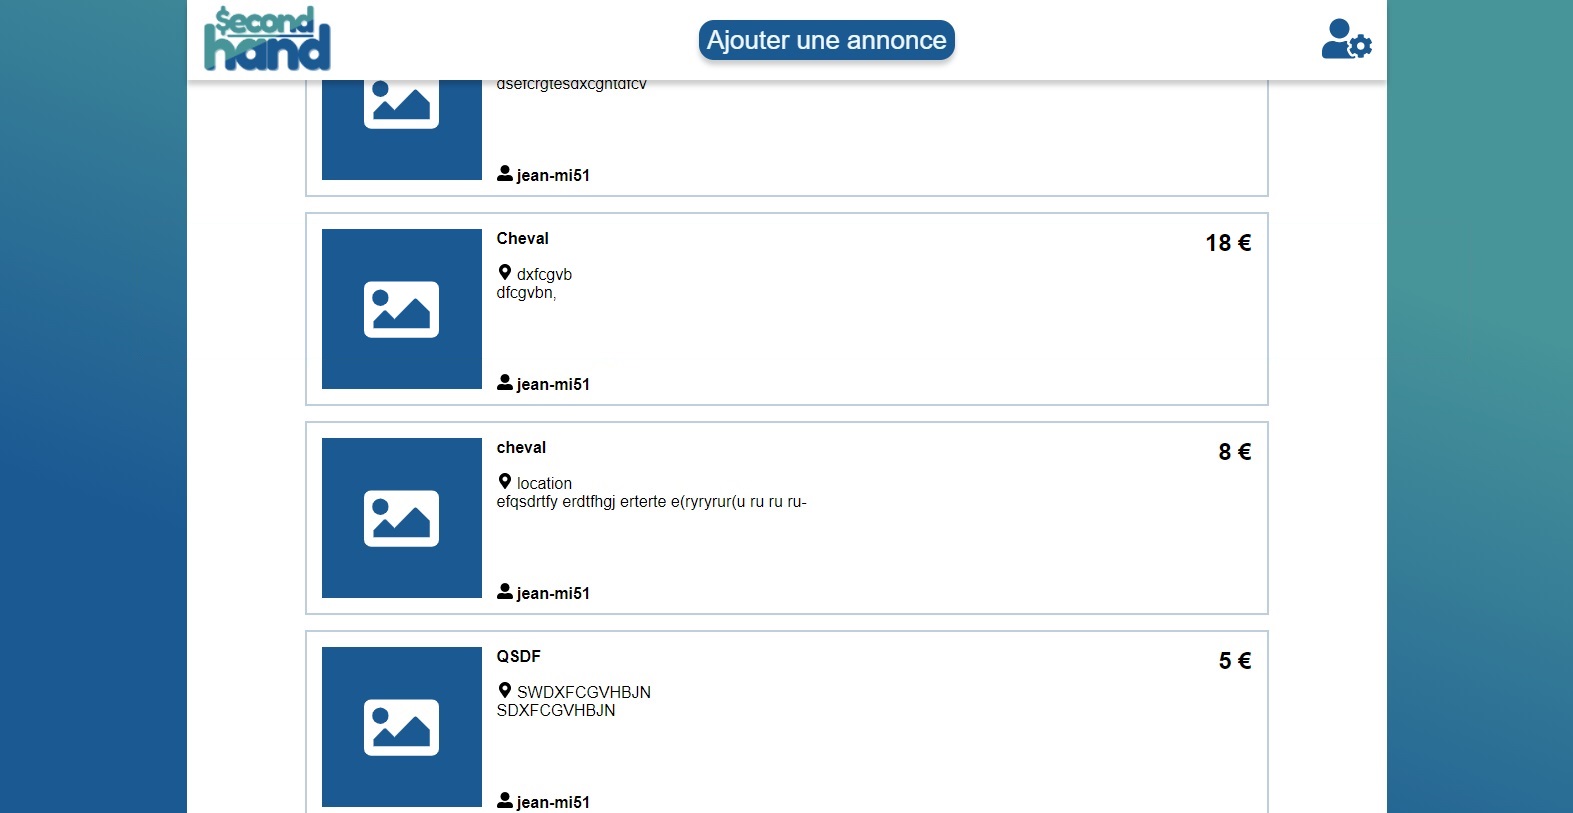 $econd
hand
Ajouter une annonce
dsefcrgtesdxcghtdfcv
jean-mi51
Cheval
18 €
dxfcgvb
dfcgvbn,
jean-mi51
cheval
8 €
location
efqsdrtfy erdtfhgj erterte e(ryryrur(u ru ru ru-
jean-mi51
QSDF
5 €
SWDXFCGVHBJN
SDXFCGVHBJN
jean-mi51